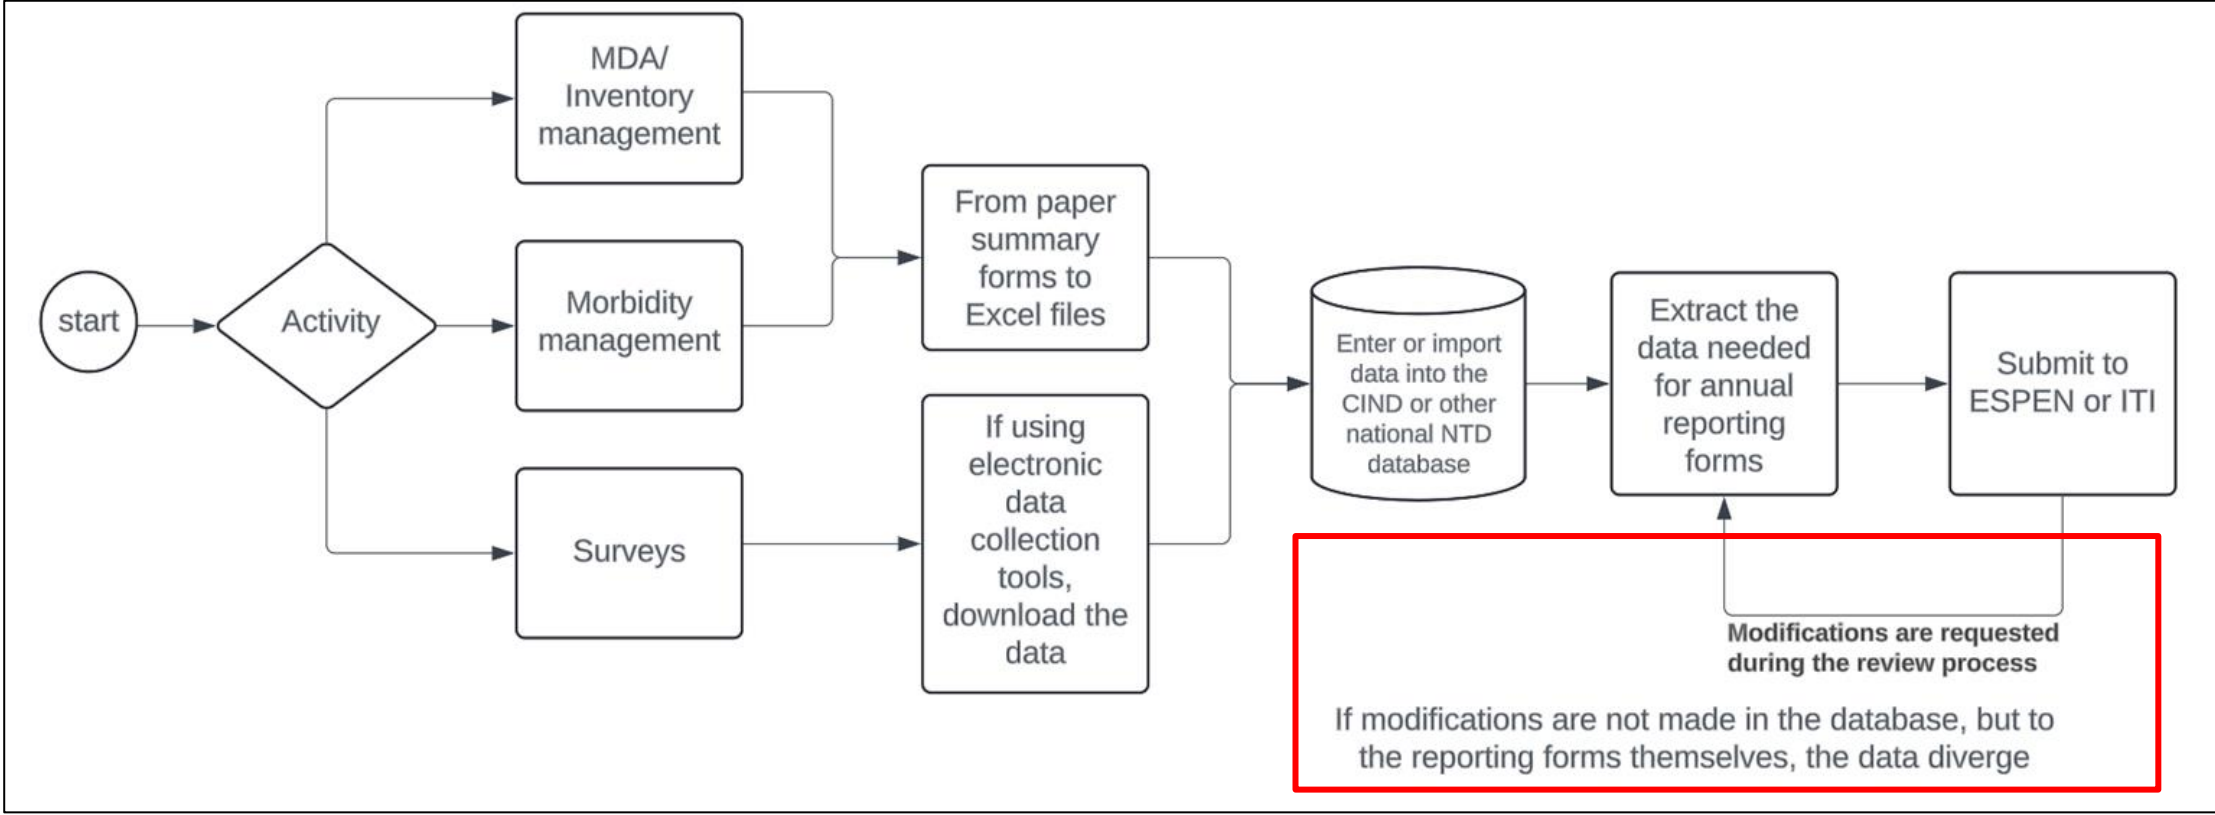 start
Activity
MDA/
Inventory
management
Morbidity
management
Surveys
From paper
summary
forms to
Excel files
If using
electronic
data
collection
tools,
download the
data
Enter or import
data into the
CIND or other
national NTD
database
Extract the
data needed
for annual
reporting
forms
Submit to
ESPEN or ITI
Modifications are requested
during the review process
If modifications are not made in the database, but to
the reporting forms themselves, the data diverge